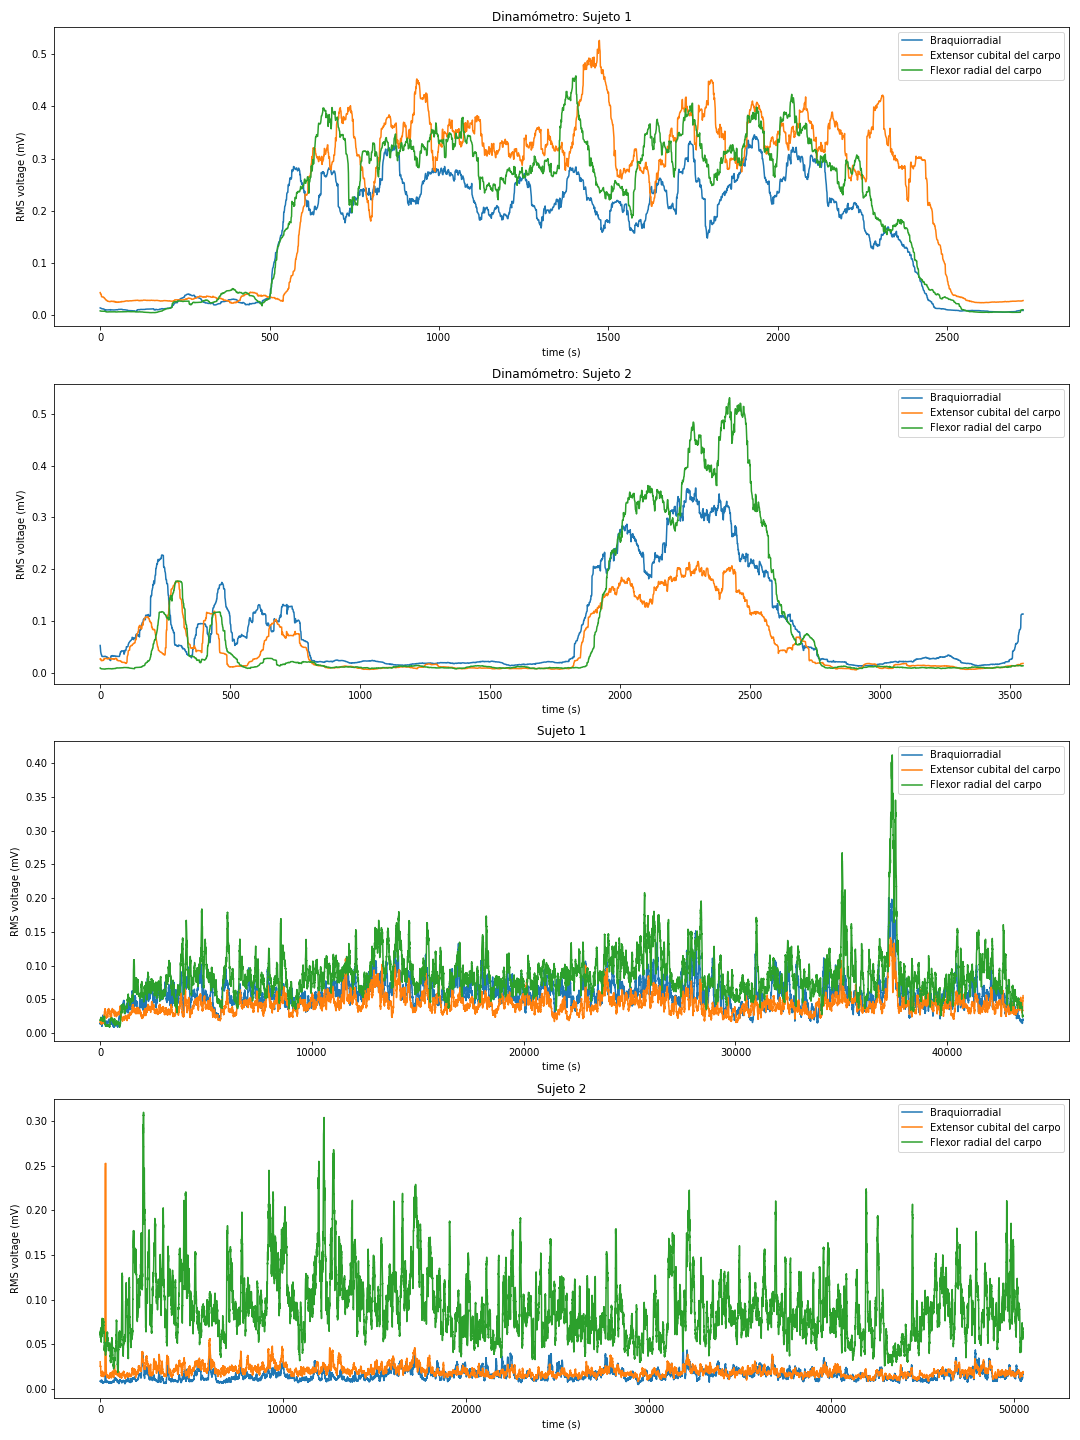 Dinamómetro: Sujeto 1
Braquiorradial
Extensor cubital del carpo
Flexor radial del carpo
RMS voltage (mV)
0.5
0.4
0.3
0.2
0.1
0.0
0 500 1000 1500 2000 2500
time (s)
Dinamómetro: Sujeto 2
Braquiorradial
Extensor cubital del carpo
Flexor radial del carpo
RMS voltage (mV)
0.5
0.4
0.3
0.2
0.1
0.0
0 500 1000 1500 2000 2500 3000 3500
time (s)
Sujeto 1
Braquiorradial
Extensor cubital del carpo
Flexor radial del carpo
RMS voltage (mV)
0.40
0.35
0.30
0.25
0.20
0.15
0.10
0.05
0.00
0 10000 20000 30000 40000
time (s)
Sujeto 2
Braquiorradial
Extensor cubital del carpo
Flexor radial del carpo
RMS voltage (mV)
0.30
0.25
0.20
0.15
0.10
0.05
0.00
0 10000 20000 30000 40000 50000
time (s)